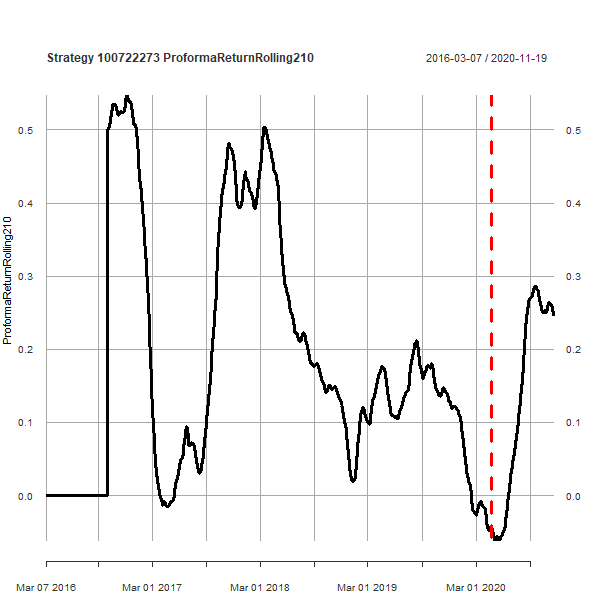 Strategy 100722273 ProformaReturnRolling210
2016-03-07 / 2020-11-19
ProformaReturnRolling210
0.5
0.4
0.3
0.2
0.1
0.0
0.5
0.4
0.3
0.2
0.1
0.0
Mar 07 2016
Mar 01 2017
Mar 01 2018
Mar 01 2019
Mar 01 2020